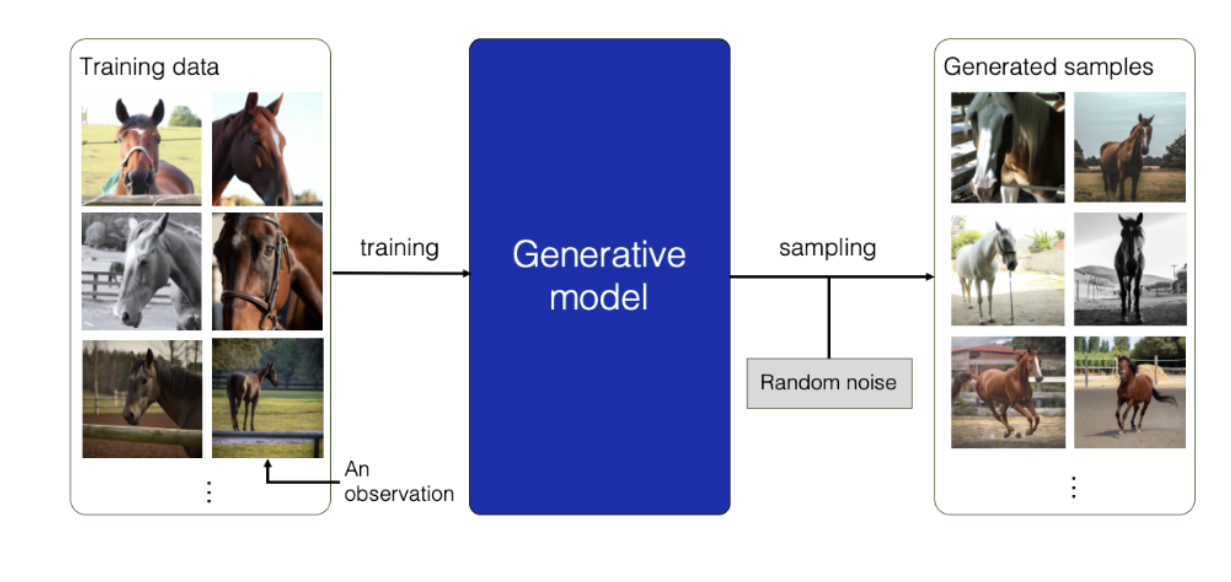 Training data
⋮
An
observation
training
Generative
model
sampling
Random noise
Generated samples
⋮